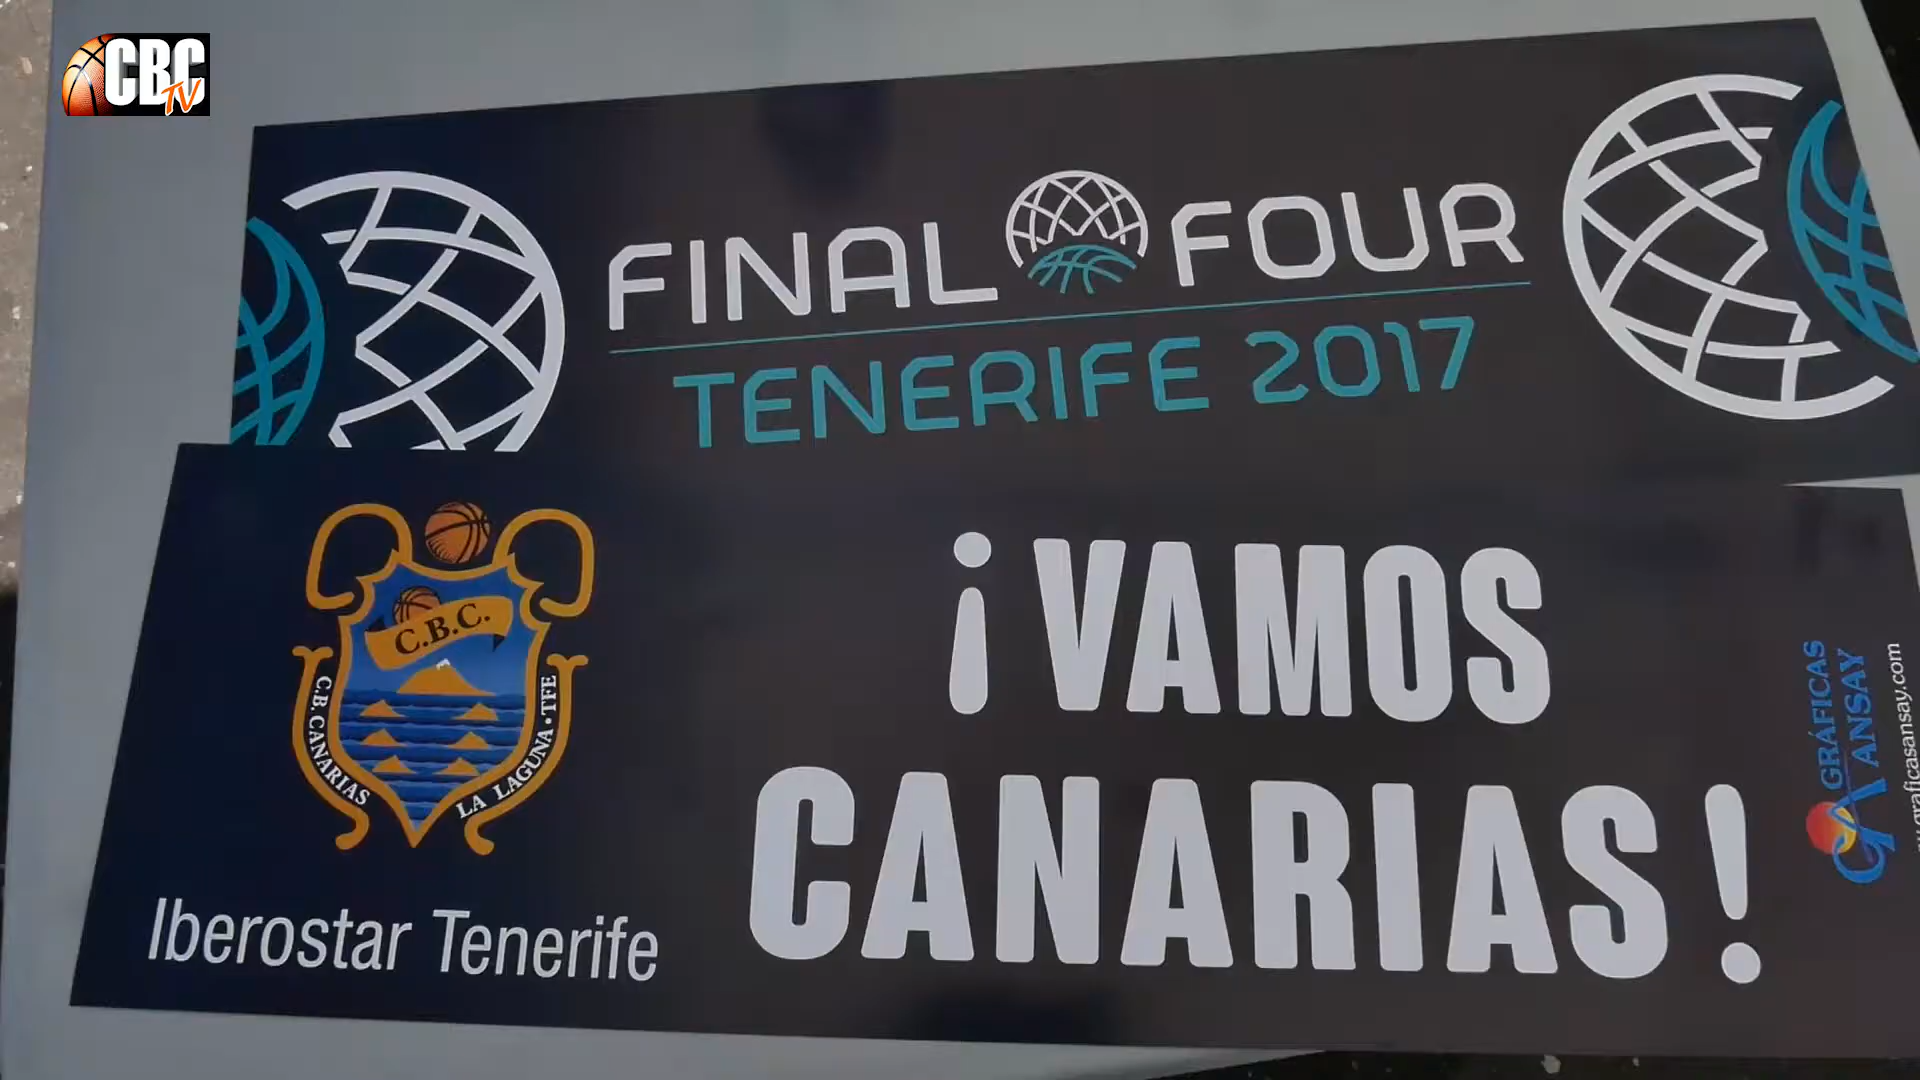 CBC
TV
FINAL FOUR
TENERIFE 2017
C.B.C.
C.B. CANARIAS
LA LAGUNA · TFE
Iberostar Tenerife
¡VAMOS
CANARIAS!
GRÁFICAS
ANSAY
graficasansay.com